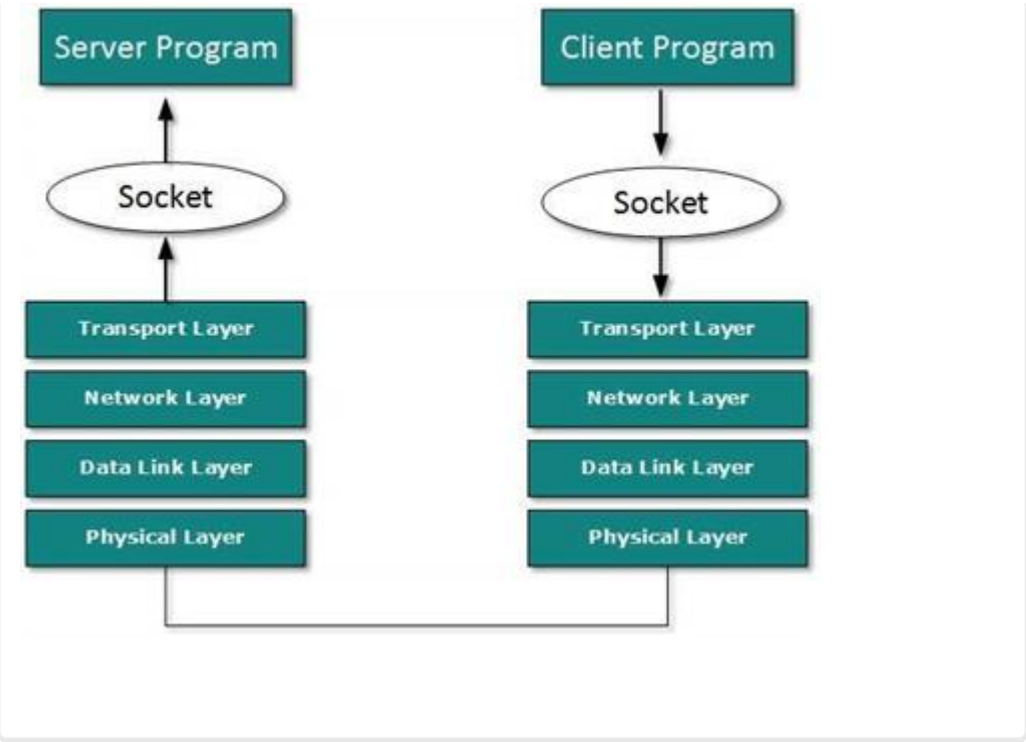 Server Program
Client Program
Socket
Socket
Transport Layer
Transport Layer
Network Layer
Network Layer
Data Link Layer
Data Link Layer
Physical Layer
Physical Layer